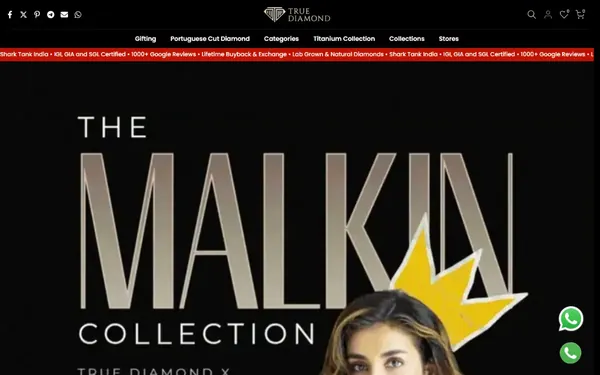 TRUE
DIAMOND
0
0
Gifting
Portuguese Cut Diamond
Categories
Titanium Collection
Collections
Stores
Shark Tank India • IGI, GIA and SGL Certified • 1000+ Google Reviews • Lifetime Buyback & Exchange • Lab Grown & Natural Diamonds • Shark Tank India • IGI, GIA and SGL Certified • 1000+ Google Reviews • L
THE
MALKIN
COLLECTION
TRUE DIAMOND X